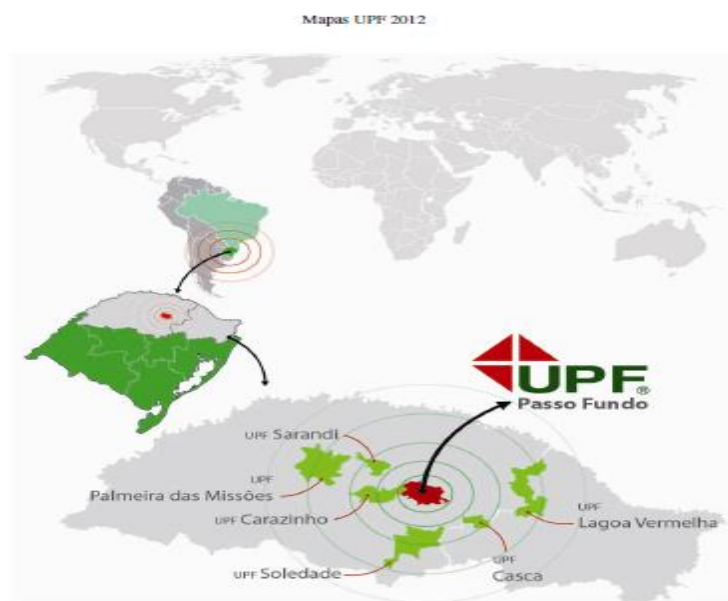 Mapas UPF 2012
UPF®
Passo Fundo
UPF Sarandi
UPF
Palmeira das Missões
UPF Carazinho
UPF
Lagoa Vermelha
UPF Soledade
UPF
Casca